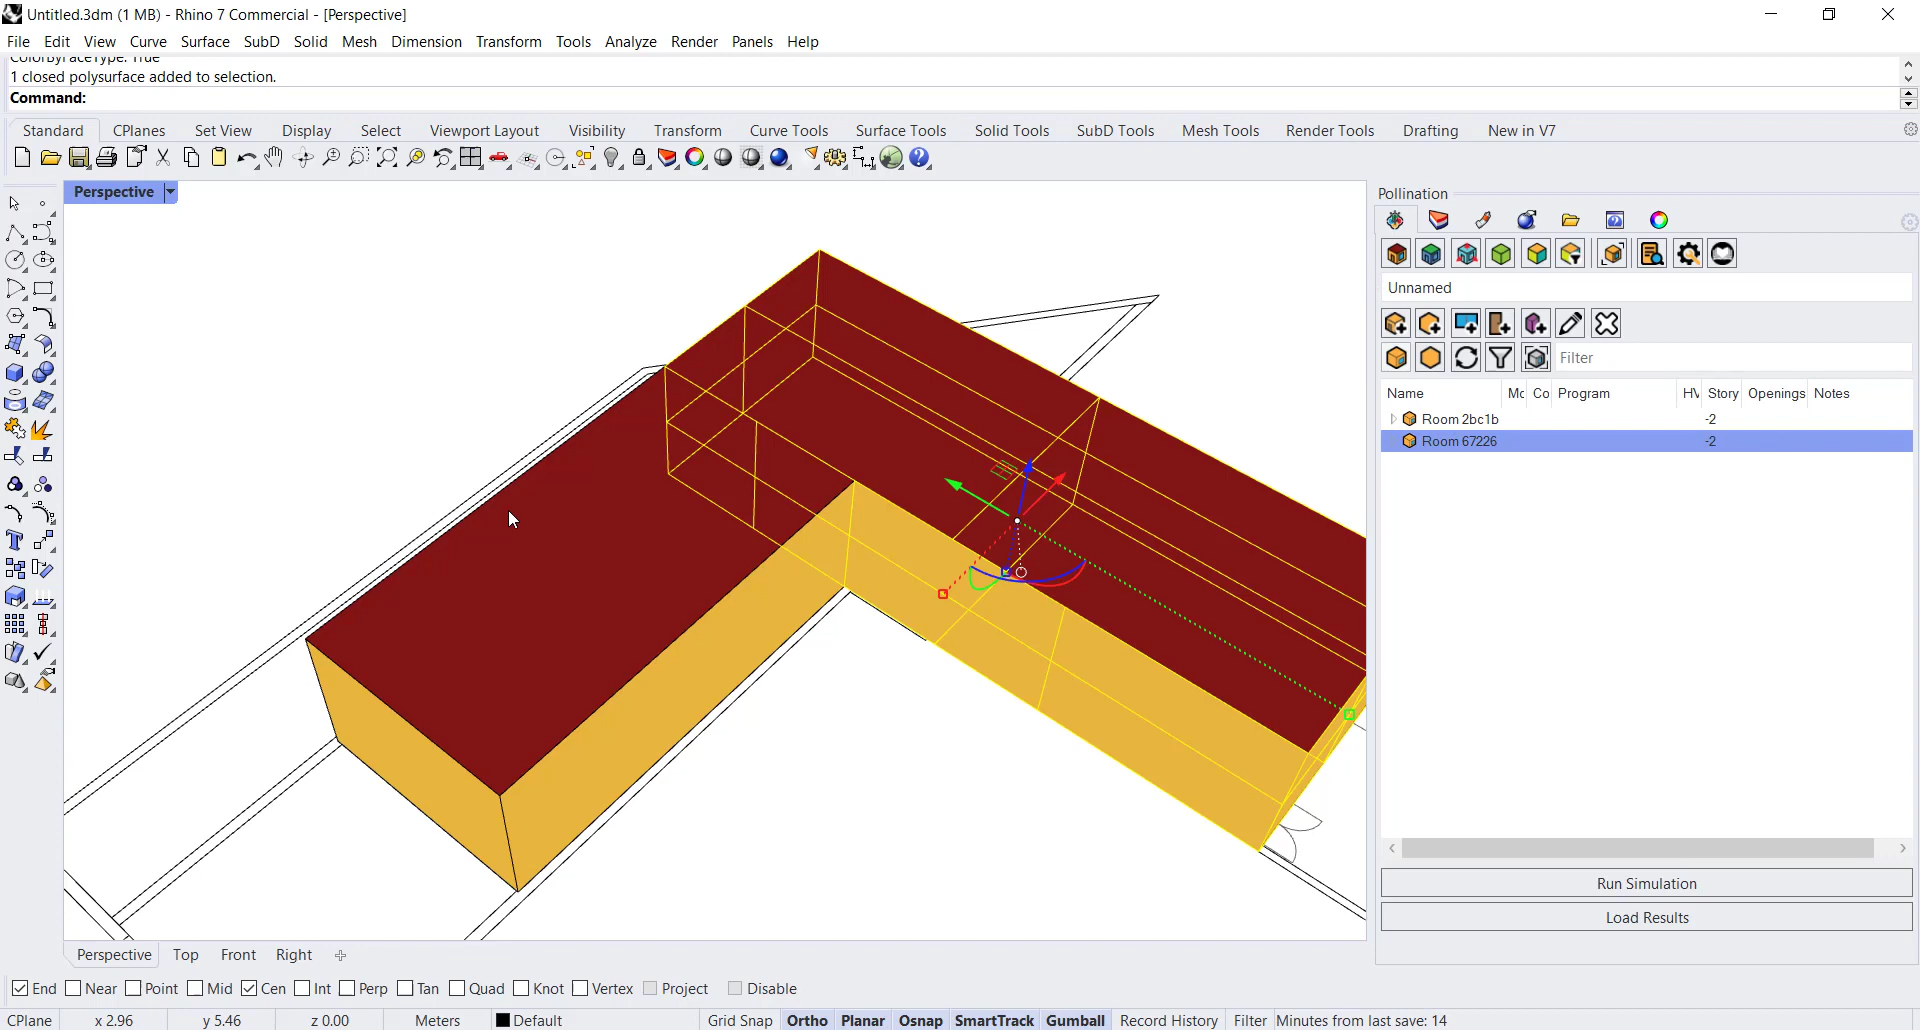 Untitled.3dm (1 MB) - Rhino 7 Commercial - [Perspective]
File Edit View Curve Surface SubD Solid Mesh Dimension Transform Tools Analyze Render Panels Help
ColorByFaceType: True
1 closed polysurface added to selection.
Command:
Standard CPlanes Set View Display Select Viewport Layout Visibility Transform Curve Tools Surface Tools Solid Tools SubD Tools Mesh Tools Render Tools Drafting New in V7
Perspective
Pollination
Unnamed
Filter
Name Mc Co Program HV Story Openings Notes
Room 2bc1b -2
Room 67226 -2
Run Simulation
Load Results
Perspective Top Front Right
End Near Point Mid Cen Int Perp Tan Quad Knot Vertex Project Disable
CPlane x 2.96 y 5.46 z 0.00 Meters Default Grid Snap Ortho Planar Osnap SmartTrack Gumball Record History Filter Minutes from last save: 14